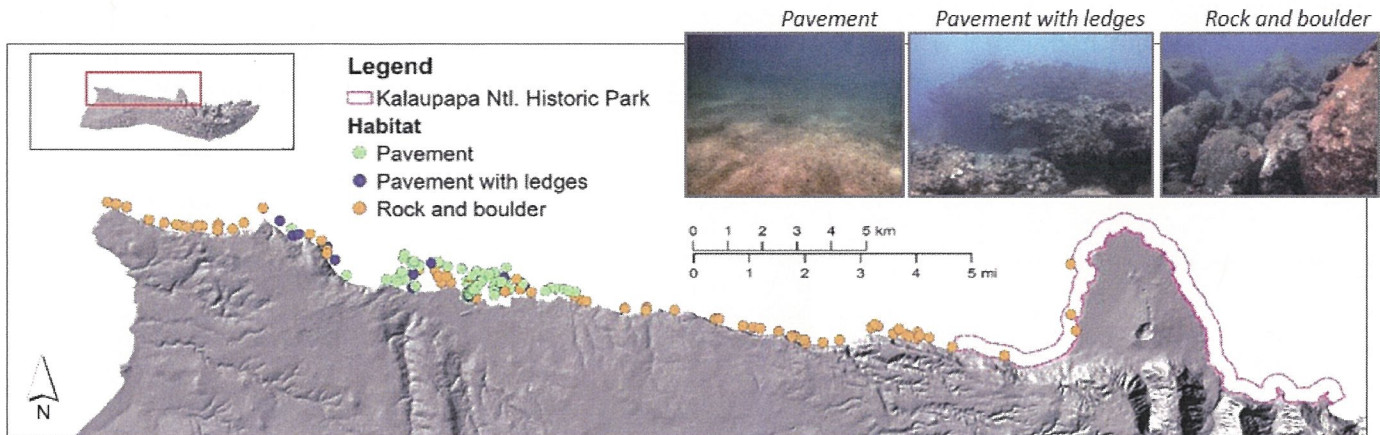 Pavement
Pavement with ledges
Rock and boulder
Legend
Kalaupapa Ntl. Historic Park
Habitat
Pavement
Pavement with ledges
Rock and boulder
0 1 2 3 4 5 km
0 1 2 3 4 5 mi
N